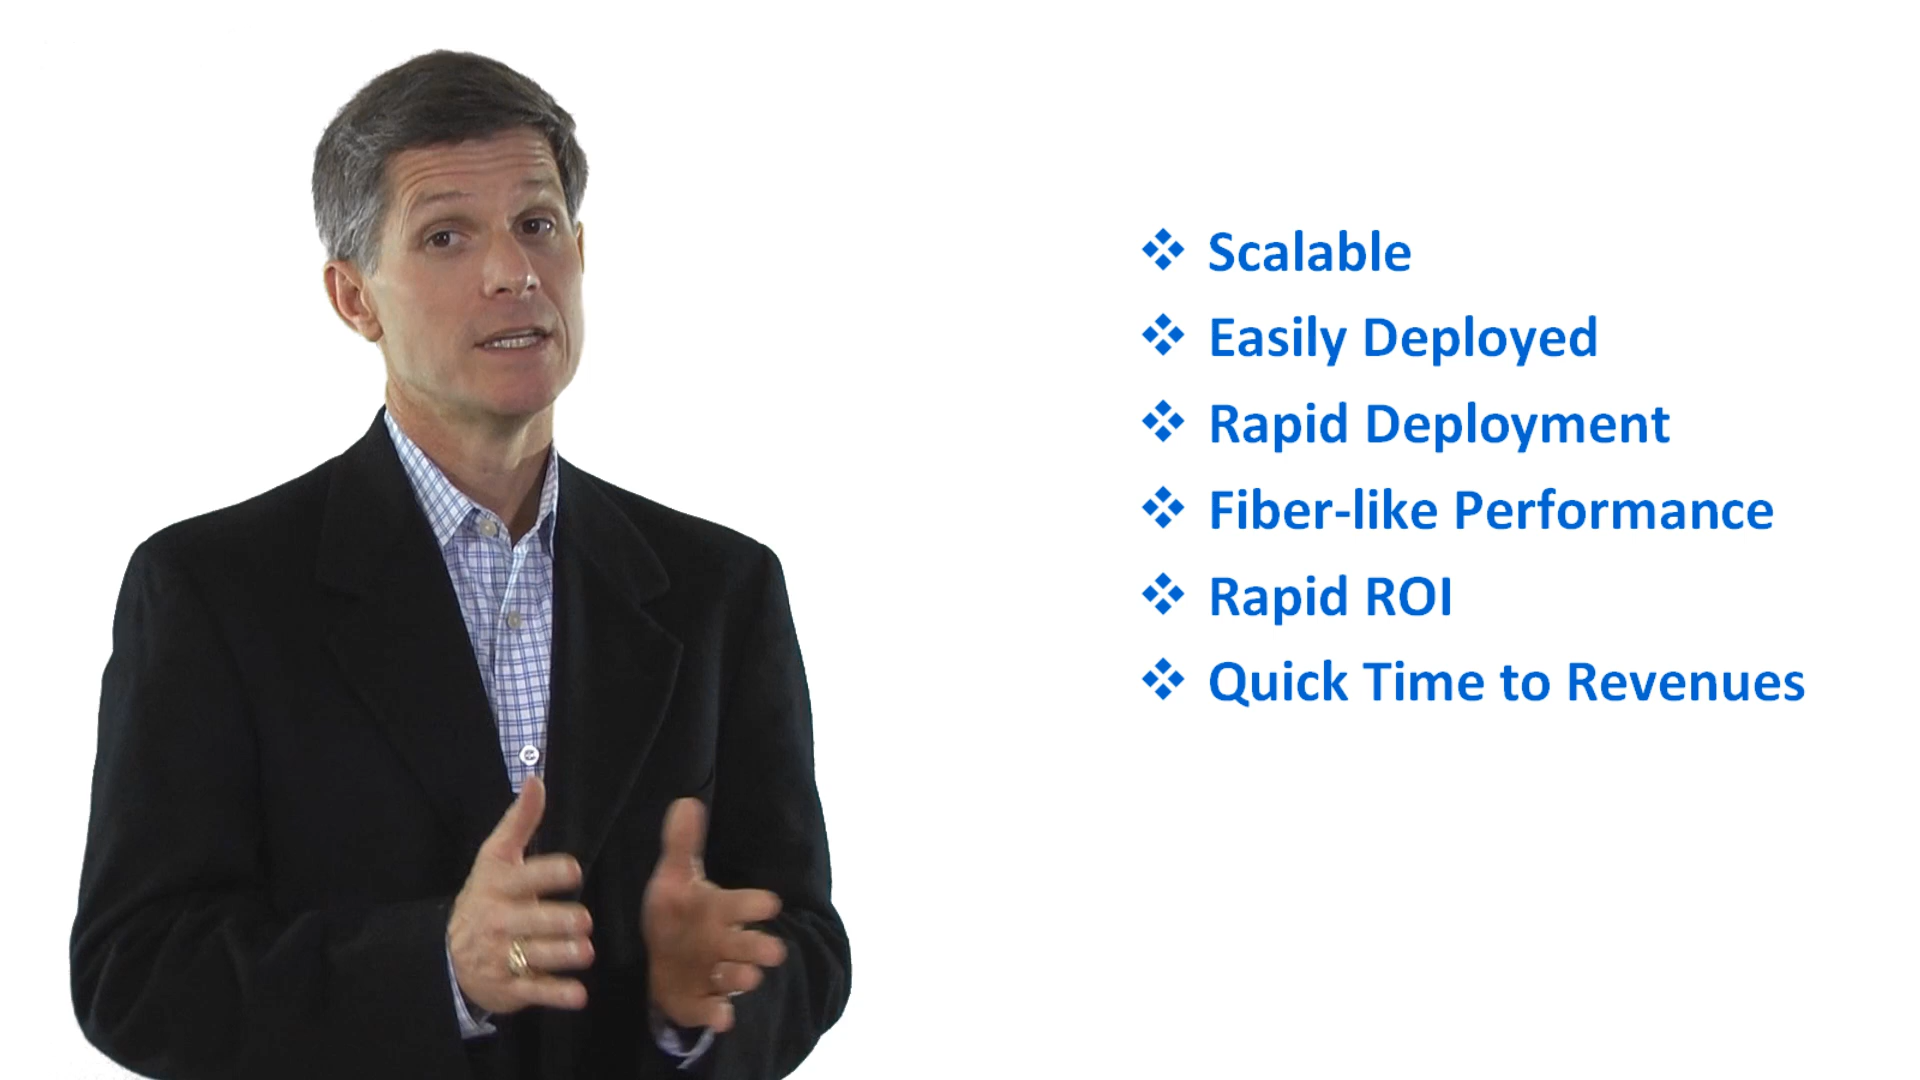 ❖ Scalable
❖ Easily Deployed
❖ Rapid Deployment
❖ Fiber-like Performance
❖ Rapid ROI
❖ Quick Time to Revenues